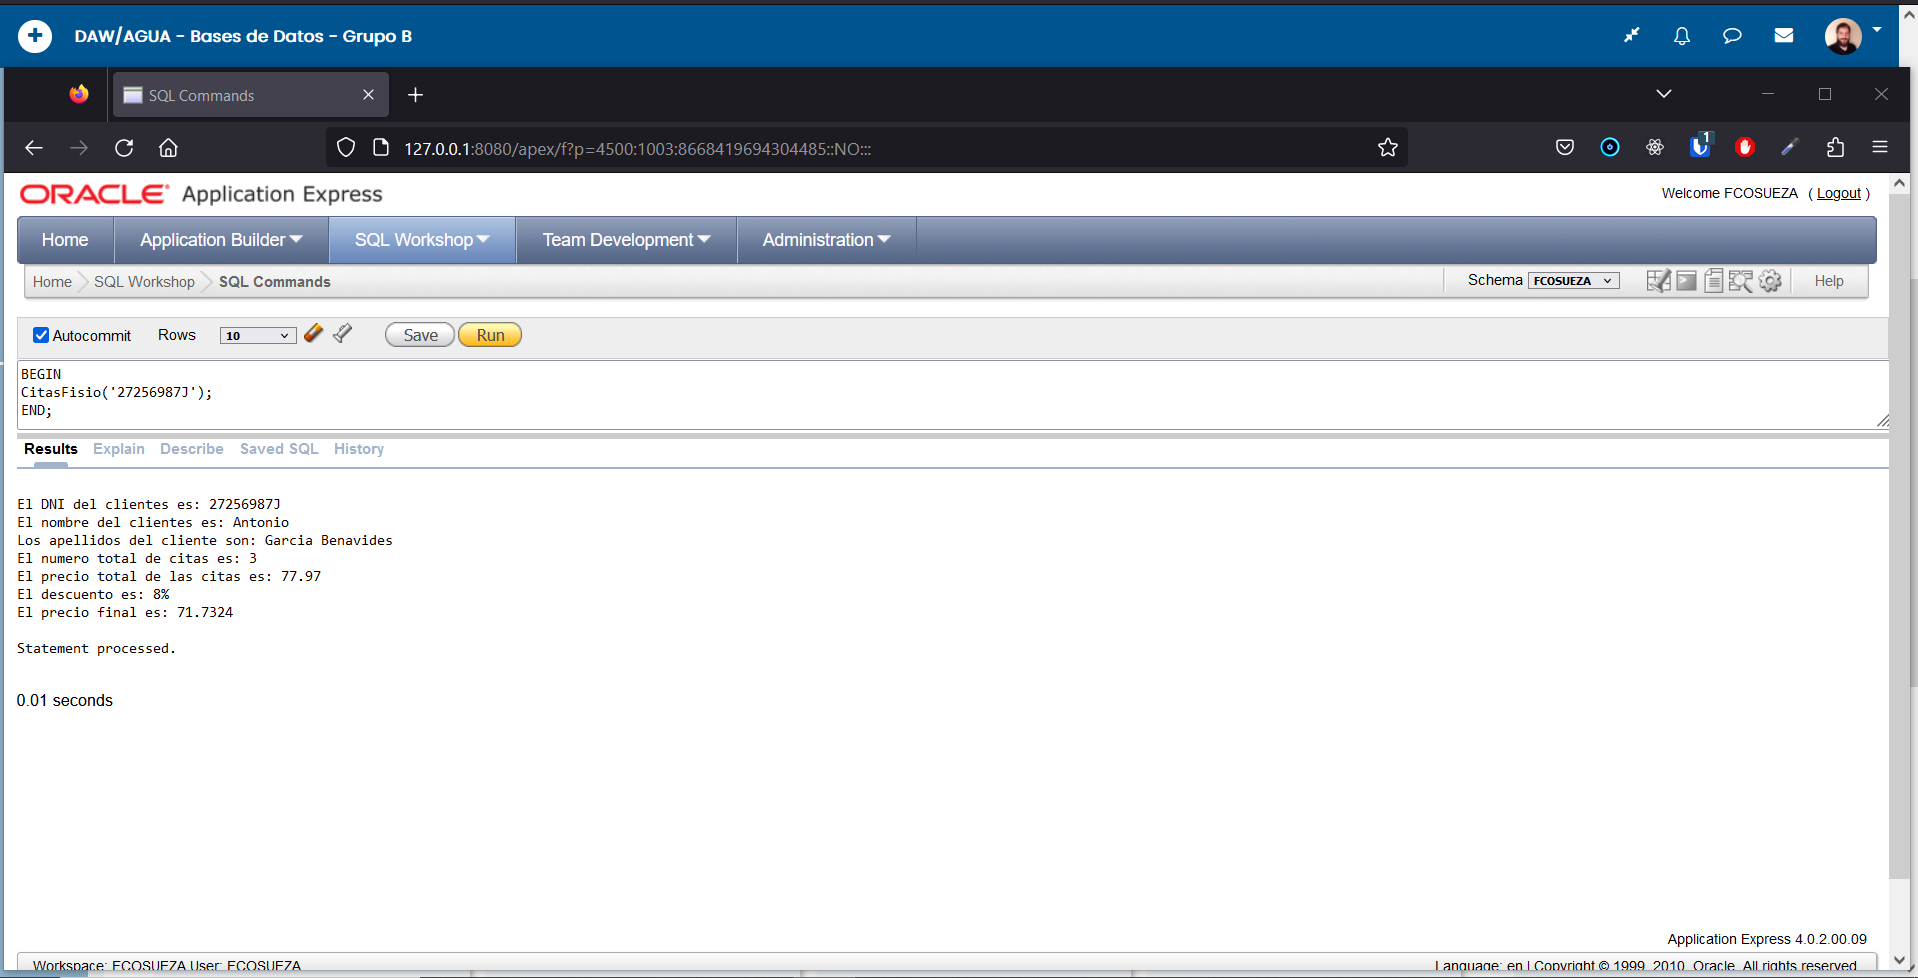 DAW/AGUA - Bases de Datos - Grupo B
SQL Commands
127.0.0.1:8080/apex/f?p=4500:1003:8668419694304485::NO:::
1
ORACLE Application Express
Welcome FCOSUEZA ( Logout )
Home Application Builder SQL Workshop Team Development Administration
Home SQL Workshop SQL Commands
Schema FCOSUEZA Help
Autocommit Rows 10 Save Run
BEGIN
CitasFisio('27256987J');
END;
Results Explain Describe Saved SQL History
El DNI del clientes es: 27256987J
El nombre del clientes es: Antonio
Los apellidos del cliente son: Garcia Benavides
El numero total de citas es: 3
El precio total de las citas es: 77.97
El descuento es: 8%
El precio final es: 71.7324
Statement processed.
0.01 seconds
Application Express 4.0.2.00.09
Workspace: FCOSUEZA User: FCOSUEZA
Language: en | Copyright © 1999, 2010, Oracle. All rights reserved.